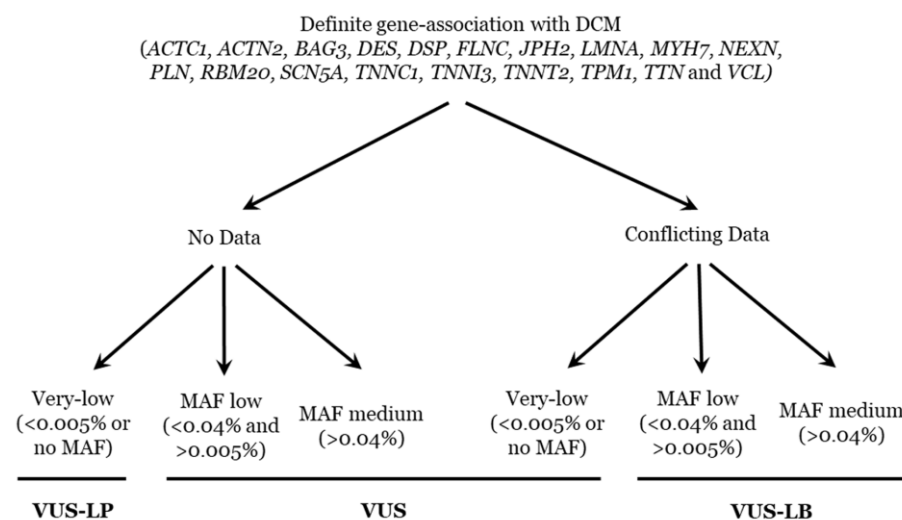 Definite gene-association with DCM
(ACTC1, ACTN2, BAG3, DES, DSP, FLNC, JPH2, LMNA, MYH7, NEXN,
PLN, RBM20, SCN5A, TNNC1, TNNI3, TNNT2, TPM1, TTN and VCL)
No Data
Conflicting Data
Very-low
(<0.005% or
no MAF)
MAF low
(<0.04% and
>0.005%)
MAF medium
(>0.04%)
Very-low
(<0.005% or
no MAF)
MAF low
(<0.04% and
>0.005%)
MAF medium
(>0.04%)
VUS-LP
VUS
VUS-LB